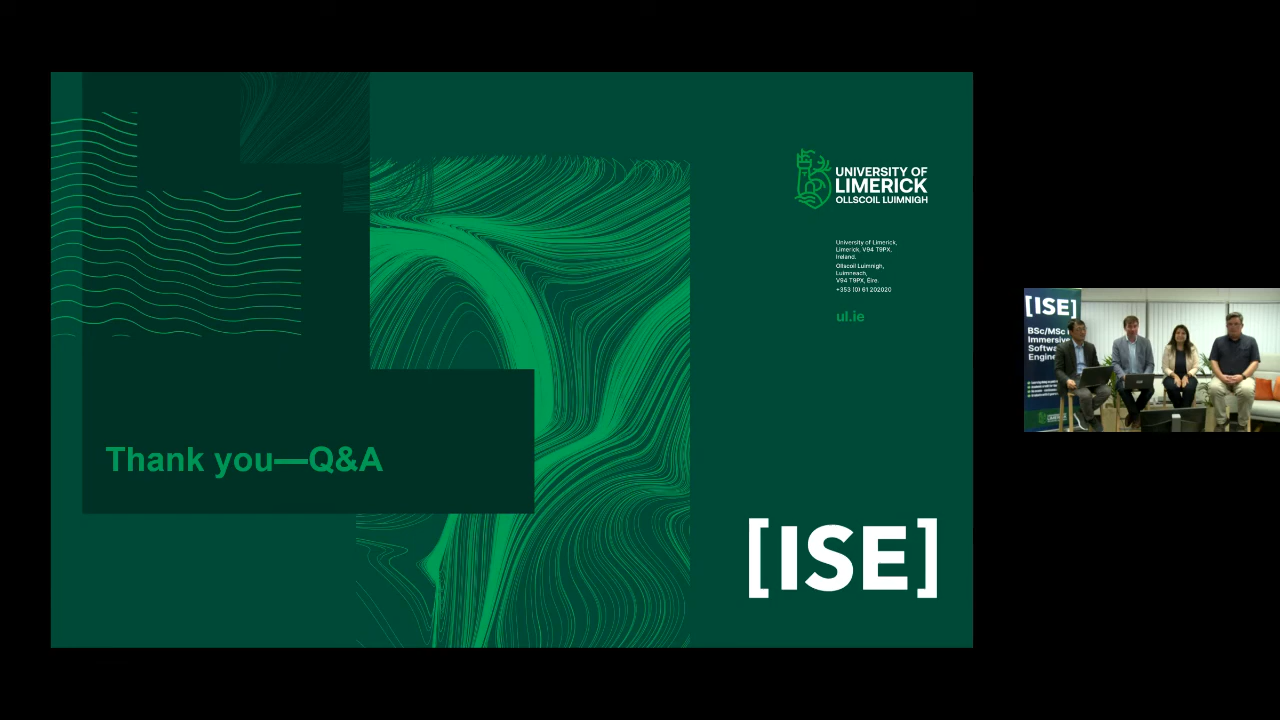 UNIVERSITY OF
LIMERICK
OLLSCOIL LUIMNIGH
University of Limerick,
Limerick, V94 T9PX,
Ireland.
Ollscoil Luimnigh,
Luimneach,
V94 T9PX, Éire.
+353 (0) 61 202020
ul.ie
Thank you—Q&A
[ISE]
[ISE]
BSc/MSc
Immersive
Softwa
Engine